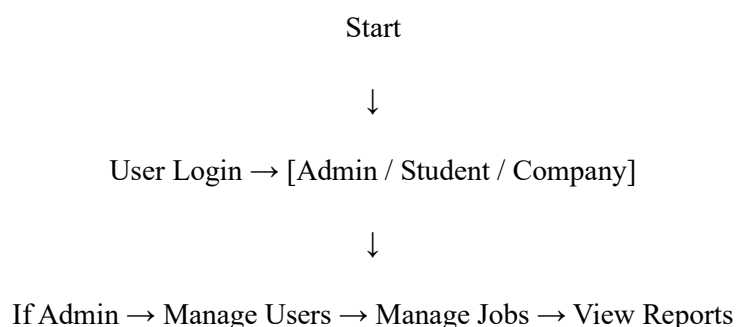 Start
↓
User Login → [Admin / Student / Company]
↓
If Admin → Manage Users → Manage Jobs → View Reports